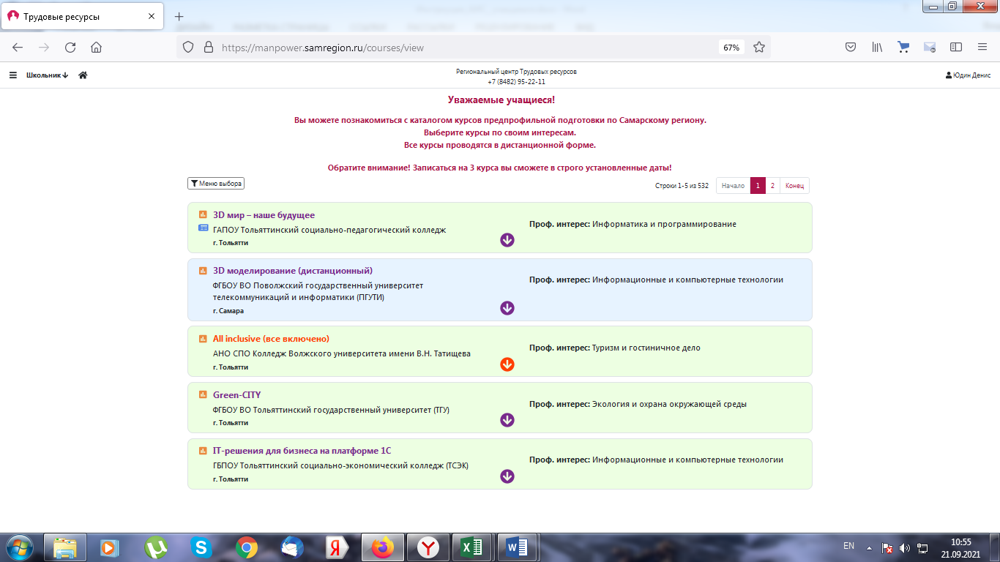 Трудовые ресурсы
https://manpower.samregion.ru/courses/view
67%
Школьник
Региональный центр Трудовых ресурсов
+7 (8482) 95-22-11
Юдин Денис
Уважаемые учащиеся!
Вы можете познакомиться с каталогом курсов предпрофильной подготовки по Самарскому региону.
Выберите курсы по своим интересам.
Все курсы проводятся в дистанционной форме.
Обратите внимание! Записаться на 3 курса вы сможете в строго установленные даты!
Меню выбора
Строки 1-5 из 532
Начало 1 2 Конец
3D мир – наше будущее
ГАПОУ Тольяттинский социально-педагогический колледж
г. Тольятти
Проф. интерес: Информатика и программирование
3D моделирование (дистанционный)
ФГБОУ ВО Поволжский государственный университет
телекоммуникаций и информатики (ПГУТИ)
г. Самара
Проф. интерес: Информационные и компьютерные технологии
All inclusive (все включено)
АНО СПО Колледж Волжского университета имени В.Н. Татищева
г. Тольятти
Проф. интерес: Туризм и гостиничное дело
Green-CITY
ФГБОУ ВО Тольяттинский государственный университет (ТГУ)
г. Тольятти
Проф. интерес: Экология и охрана окружающей среды
IT-решения для бизнеса на платформе 1С
ГБПОУ Тольяттинский социально-экономический колледж (ТСЭК)
г. Тольятти
Проф. интерес: Информационные и компьютерные технологии
EN
10:55
21.09.2021